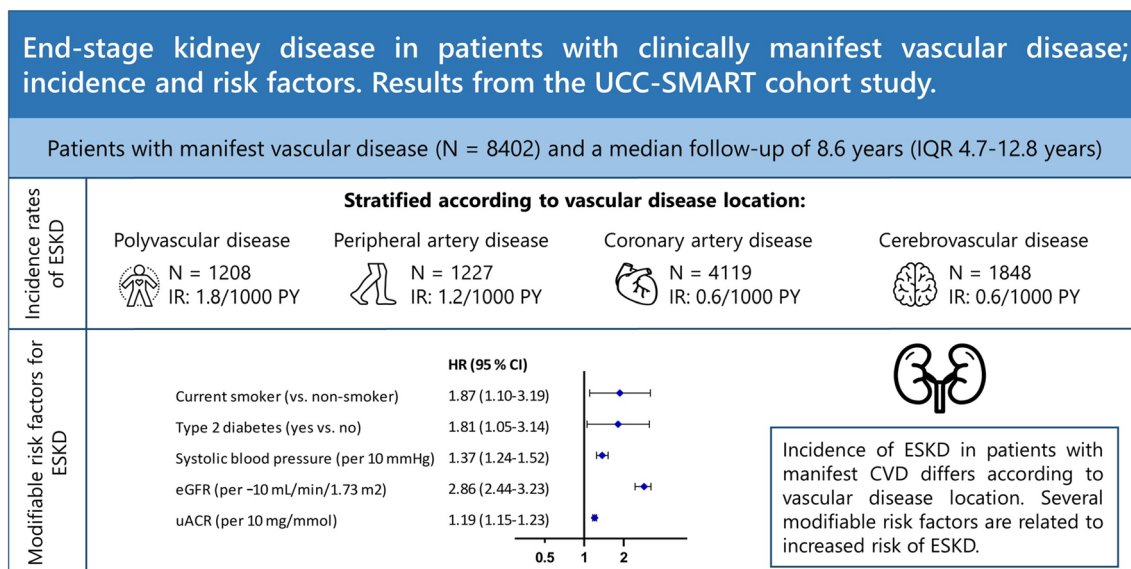 End-stage kidney disease in patients with clinically manifest vascular disease;
incidence and risk factors. Results from the UCC-SMART cohort study.
Patients with manifest vascular disease (N = 8402) and a median follow-up of 8.6 years (IQR 4.7-12.8 years)
Incidence rates
of ESKD
Stratified according to vascular disease location:
Polyvascular disease
N = 1208
IR: 1.8/1000 PY
Peripheral artery disease
N = 1227
IR: 1.2/1000 PY
Coronary artery disease
N = 4119
IR: 0.6/1000 PY
Cerebrovascular disease
N = 1848
IR: 0.6/1000 PY
Modifiable risk factors for
ESKD
HR (95 % CI)
Current smoker (vs. non-smoker) 1.87 (1.10-3.19)
Type 2 diabetes (yes vs. no) 1.81 (1.05-3.14)
Systolic blood pressure (per 10 mmHg) 1.37 (1.24-1.52)
eGFR (per −10 mL/min/1.73 m2) 2.86 (2.44-3.23)
uACR (per 10 mg/mmol) 1.19 (1.15-1.23)
0.5 1 2
Incidence of ESKD in patients with
manifest CVD differs according to
vascular disease location. Several
modifiable risk factors are related to
increased risk of ESKD.